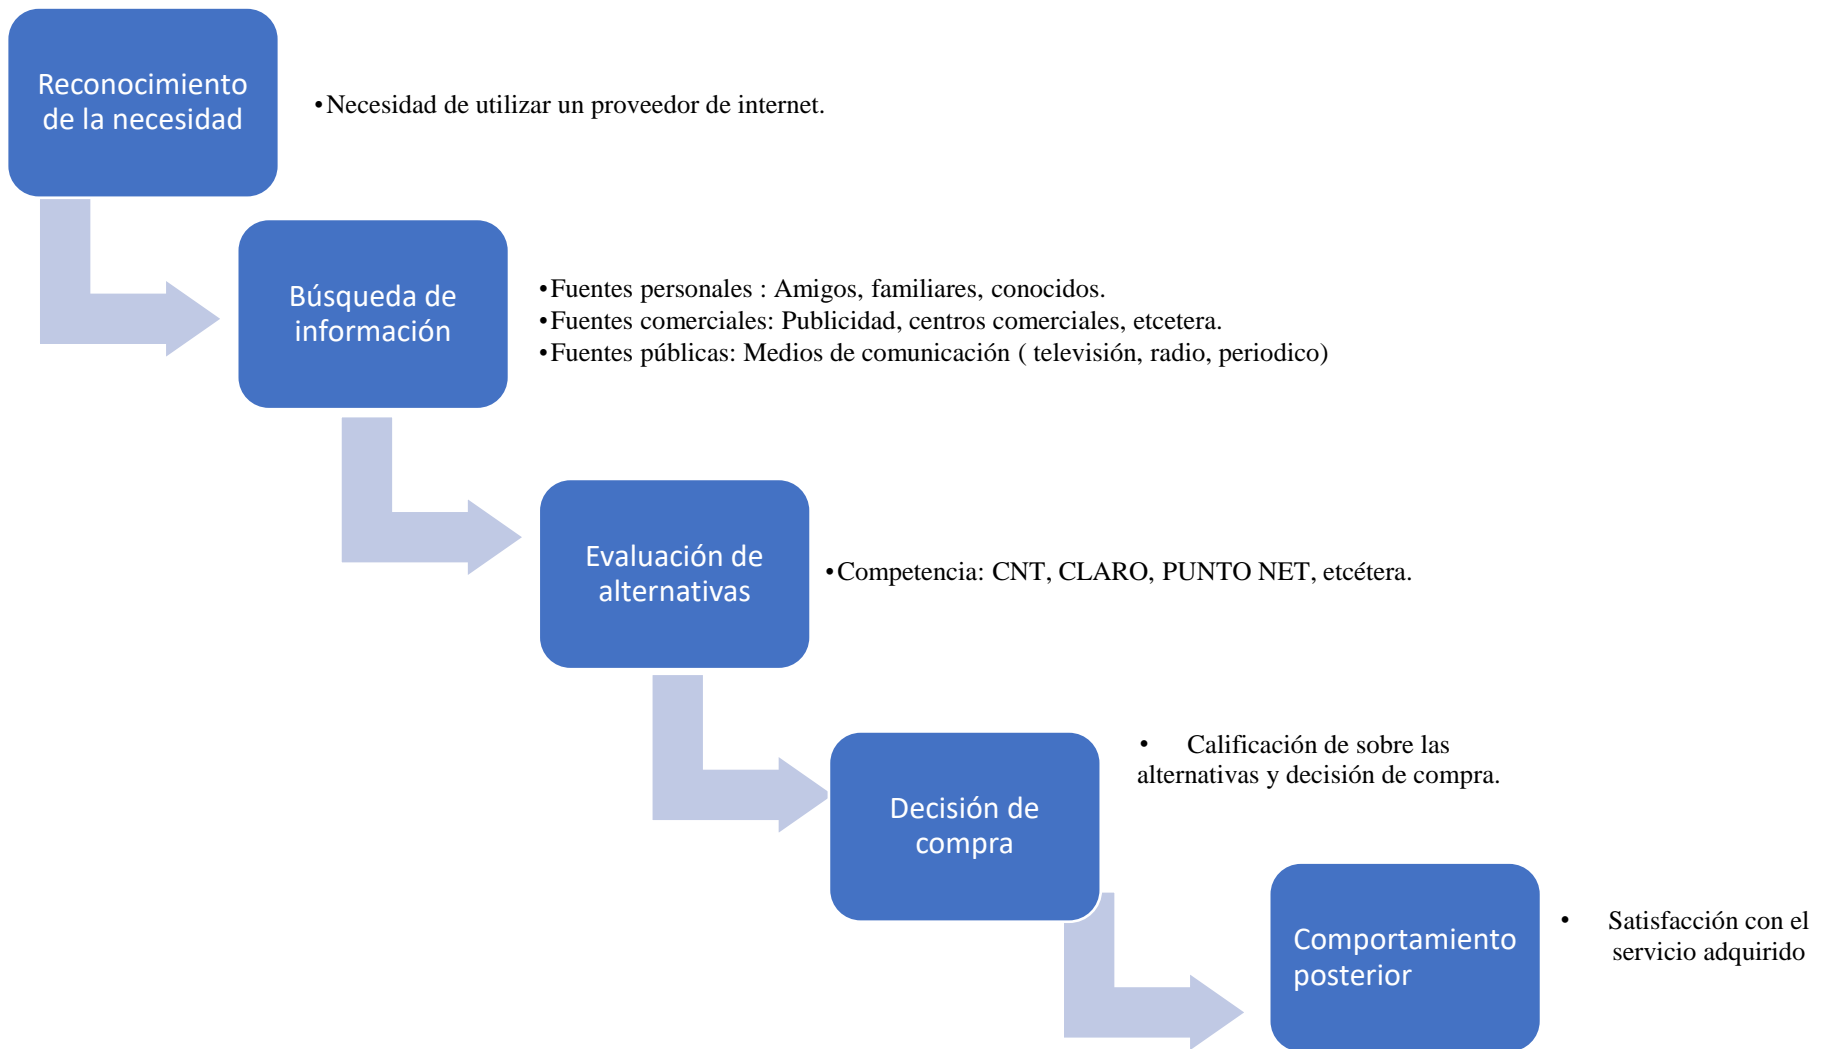 Reconocimiento
de la necesidad
•Necesidad de utilizar un proveedor de internet.
Búsqueda de
información
•Fuentes personales : Amigos, familiares, conocidos.
•Fuentes comerciales: Publicidad, centros comerciales, etcetera.
•Fuentes públicas: Medios de comunicación ( televisión, radio, periodico)
Evaluación de
alternativas
•Competencia: CNT, CLARO, PUNTO NET, etcétera.
Decisión de
compra
• Calificación de sobre las
alternativas y decisión de compra.
Comportamiento
posterior
• Satisfacción con el
servicio adquirido